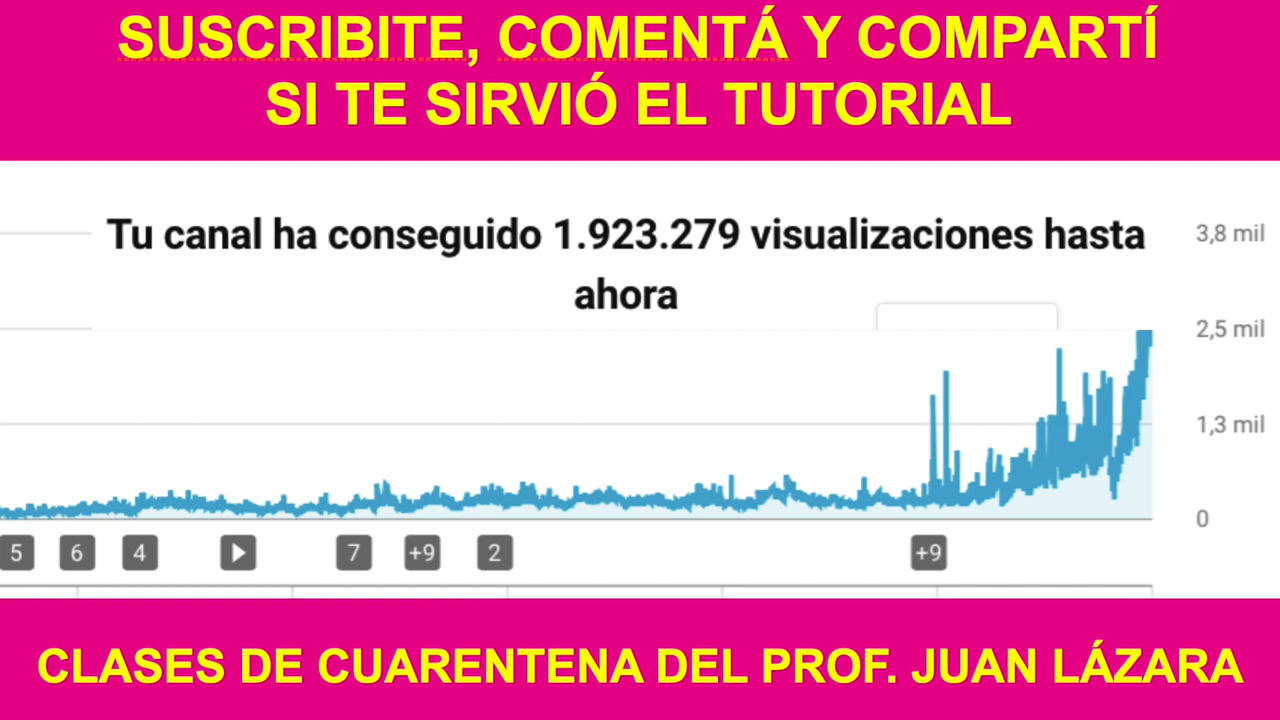 SUSCRIBITE, COMENTÁ Y COMPARTÍ
SI TE SIRVIÓ EL TUTORIAL
Tu canal ha conseguido 1.923.279 visualizaciones hasta
ahora
3,8 mil
2,5 mil
1,3 mil
0
5 6 4 7 +9 2 +9
CLASES DE CUARENTENA DEL PROF. JUAN LÁZARA